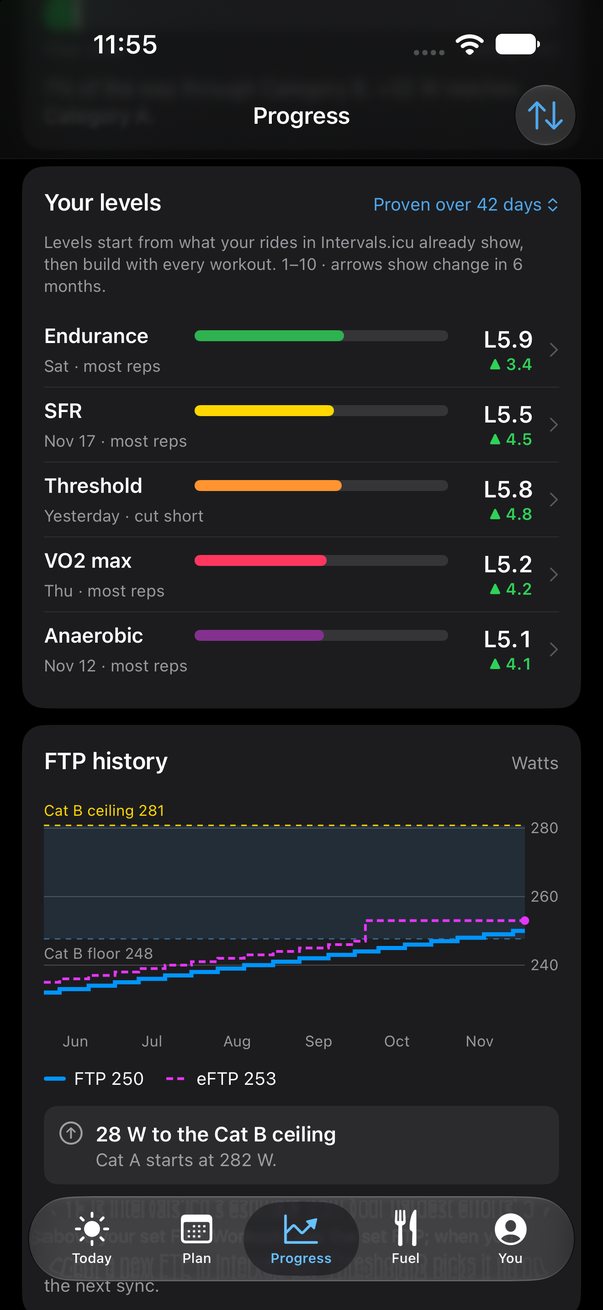 11:55
Category A.
Progress
Your levels
Proven over 42 days
Levels start from what your rides in Intervals.icu already show,
then build with every workout. 1–10 · arrows show change in 6
months.
Endurance
L5.9
Sat · most reps
▲ 3.4
SFR
L5.5
Nov 17 · most reps
▲ 4.5
Threshold
L5.8
Yesterday · cut short
▲ 4.8
VO2 max
L5.2
Thu · most reps
▲ 4.2
Anaerobic
L5.1
Nov 12 · most reps
▲ 4.1
FTP history
Watts
Cat B ceiling 281
280
260
Cat B floor 248
240
Jun Jul Aug Sep Oct Nov
FTP 250 eFTP 253
28 W to the Cat B ceiling
Cat A starts at 282 W.
Today Plan Progress Fuel You
the next sync.